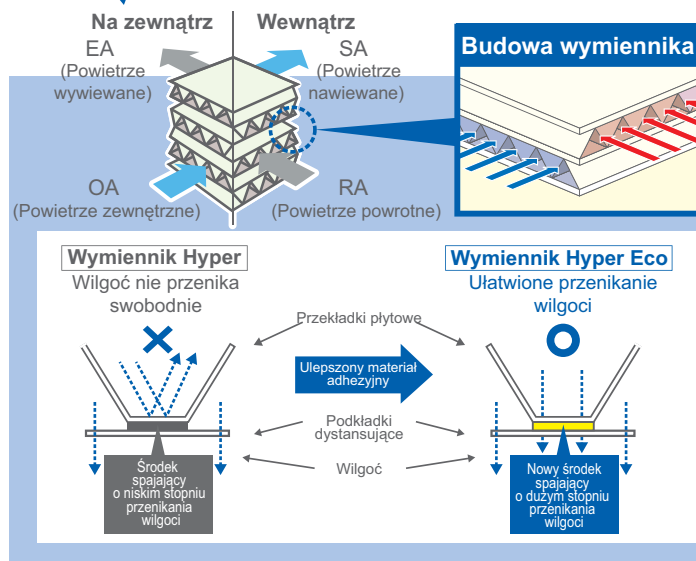 Na zewnątrz
Wewnątrz
EA
(Powietrze
wywiewane)
SA
(Powietrze
nawiewane)
OA
(Powietrze zewnętrzne)
RA
(Powietrze powrotne)
Budowa wymiennika
Wymiennik Hyper
Wilgoć nie przenika
swobodnie
Wymiennik Hyper Eco
Ułatwione przenikanie
wilgoci
Przekładki płytowe
Ulepszony materiał
adhezyjny
Podkładki
dystansujące
Wilgoć
Środek
spajający
o niskim stopniu
przenikania
wilgoci
Nowy środek
spajający
o dużym stopniu
przenikania
wilgoci